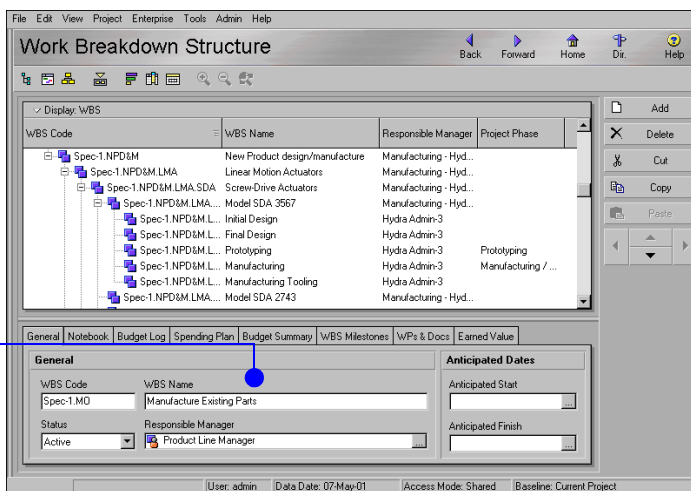 File Edit View Project Enterprise Tools Admin Help
Work Breakdown Structure
Back Forward Home Dir. Help
Display: WBS
WBS Code WBS Name Responsible Manager Project Phase
Spec-1.NPD&M New Product design/manufacture Manufacturing - Hyd...
Spec-1.NPD&M.LMA Linear Motion Actuators Manufacturing - Hyd...
Spec-1.NPD&M.LMA.SDA Screw-Drive Actuators Manufacturing - Hyd...
Spec-1.NPD&M.LMA.... Model SDA 3567 Manufacturing - Hyd...
Spec-1.NPD&M.L... Initial Design Hydra Admin-3
Spec-1.NPD&M.L... Final Design Hydra Admin-3
Spec-1.NPD&M.L... Prototyping Hydra Admin-3 Prototyping
Spec-1.NPD&M.L... Manufacturing Hydra Admin-3 Manufacturing / ...
Spec-1.NPD&M.L... Manufacturing Tooling Hydra Admin-3
Spec-1.NPD&M.LMA.... Model SDA 2743 Manufacturing - Hyd...
Add
Delete
Cut
Copy
Paste
General Notebook Budget Log Spending Plan Budget Summary WBS Milestones WPs & Docs Earned Value
General Anticipated Dates
WBS Code WBS Name Anticipated Start
Spec-1.MO Manufacture Existing Parts ...
Status Responsible Manager Anticipated Finish
Active Product Line Manager ... ...
User: admin Data Date: 07-May-01 Access Mode: Shared Baseline: Current Project